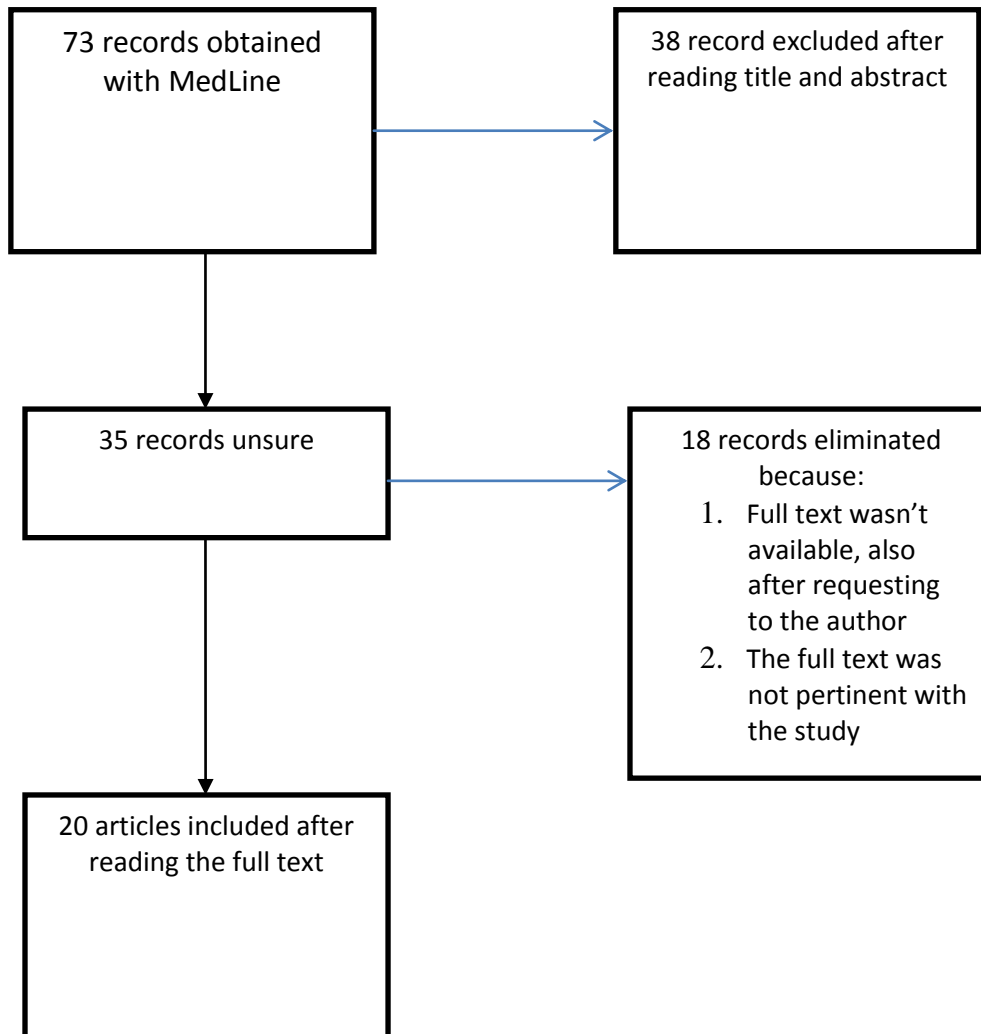 73 records obtained
with MedLine
38 record excluded after
reading title and abstract
35 records unsure
18 records eliminated
because:
1. Full text wasn’t
available, also
after requesting
to the author
2. The full text was
not pertinent with
the study
20 articles included after
reading the full text